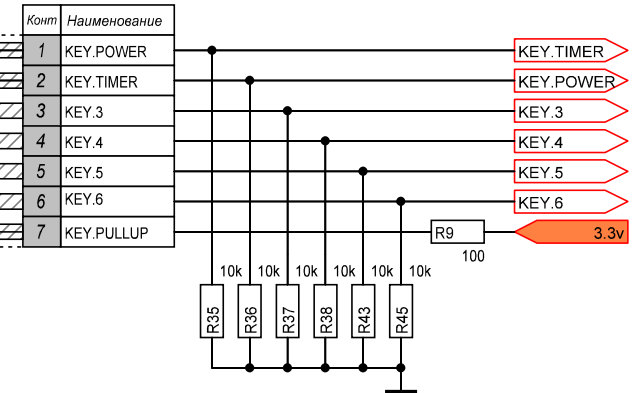 Конт Наименование
1 KEY.POWER KEY.TIMER
2 KEY.TIMER KEY.POWER
3 KEY.3 KEY.3
4 KEY.4 KEY.4
5 KEY.5 KEY.5
6 KEY.6 KEY.6
7 KEY.PULLUP R9 3.3v
100
10k 10k 10k 10k 10k 10k
R35 R36 R37 R38 R43 R45